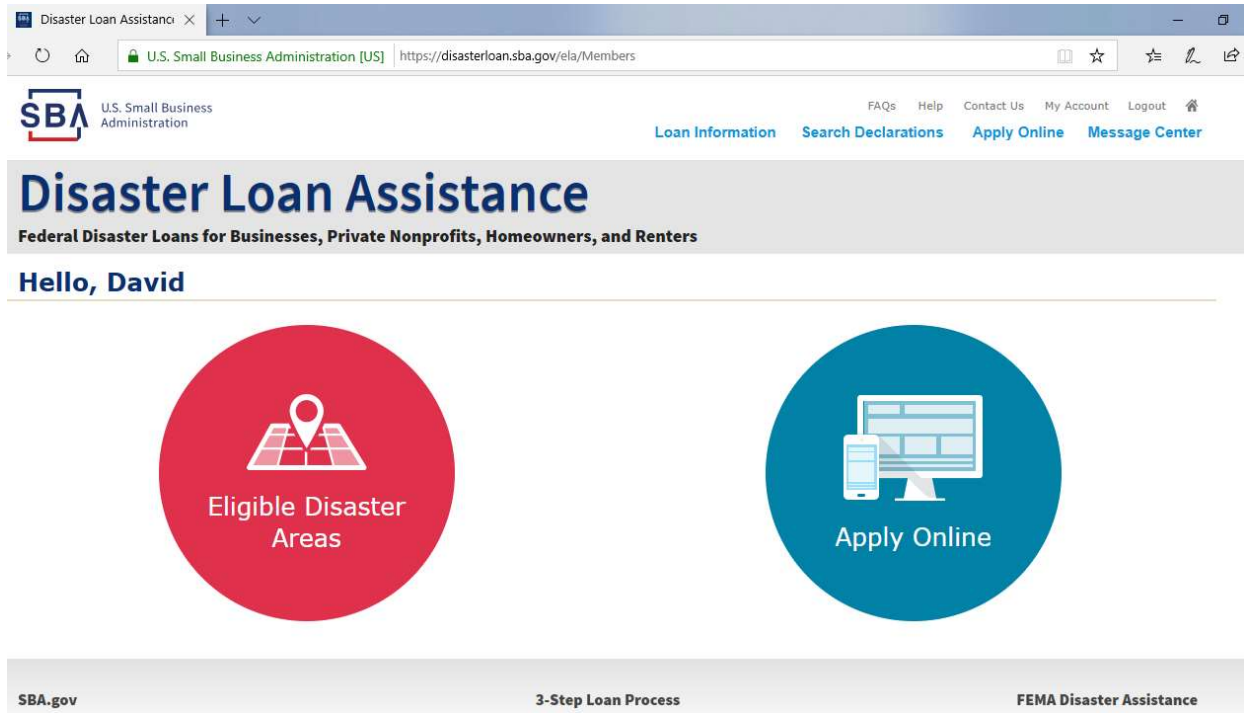 Disaster Loan Assistanc
U.S. Small Business Administration [US] https://disasterloan.sba.gov/ela/Members
SBA U.S. Small Business
Administration
FAQs Help Contact Us My Account Logout
Loan Information Search Declarations Apply Online Message Center
Disaster Loan Assistance
Federal Disaster Loans for Businesses, Private Nonprofits, Homeowners, and Renters
Hello, David
Eligible Disaster
Areas
Apply Online
SBA.gov 3-Step Loan Process FEMA Disaster Assistance